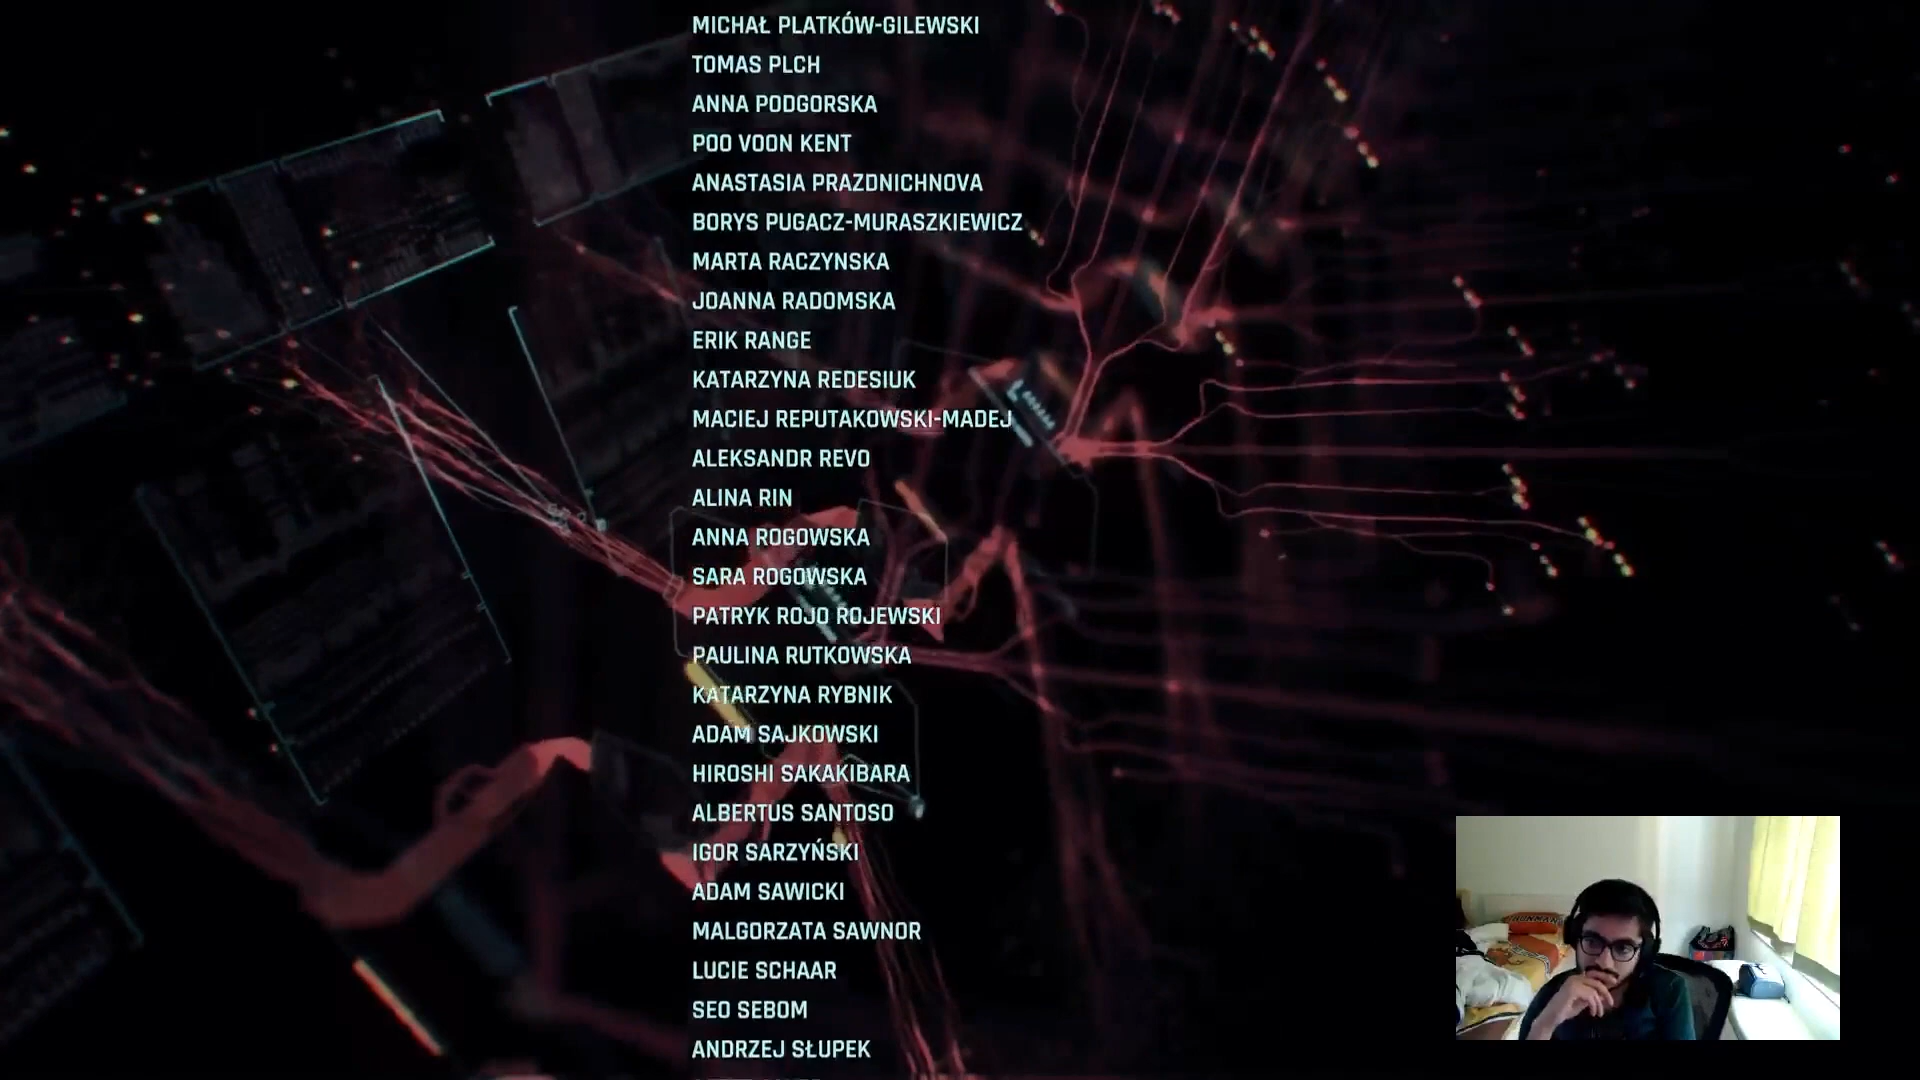 MICHAŁ PLATKÓW-GILEWSKI
TOMAS PLCH
ANNA PODGORSKA
POO VOON KENT
ANASTASIA PRAZDNICHNOVA
BORYS PUGACZ-MURASZKIEWICZ
MARTA RACZYNSKA
JOANNA RADOMSKA
ERIK RANGE
KATARZYNA REDESIUK
MACIEJ REPUTAKOWSKI-MADEJ
ALEKSANDR REVO
ALINA RIN
ANNA ROGOWSKA
SARA ROGOWSKA
PATRYK ROJO ROJEWSKI
PAULINA RUTKOWSKA
KATARZYNA RYBNIK
ADAM SAJKOWSKI
HIROSHI SAKAKIBARA
ALBERTUS SANTOSO
IGOR SARZYŃSKI
ADAM SAWICKI
MALGORZATA SAWNOR
LUCIE SCHAAR
SEO SEBOM
ANDRZEJ SŁUPEK